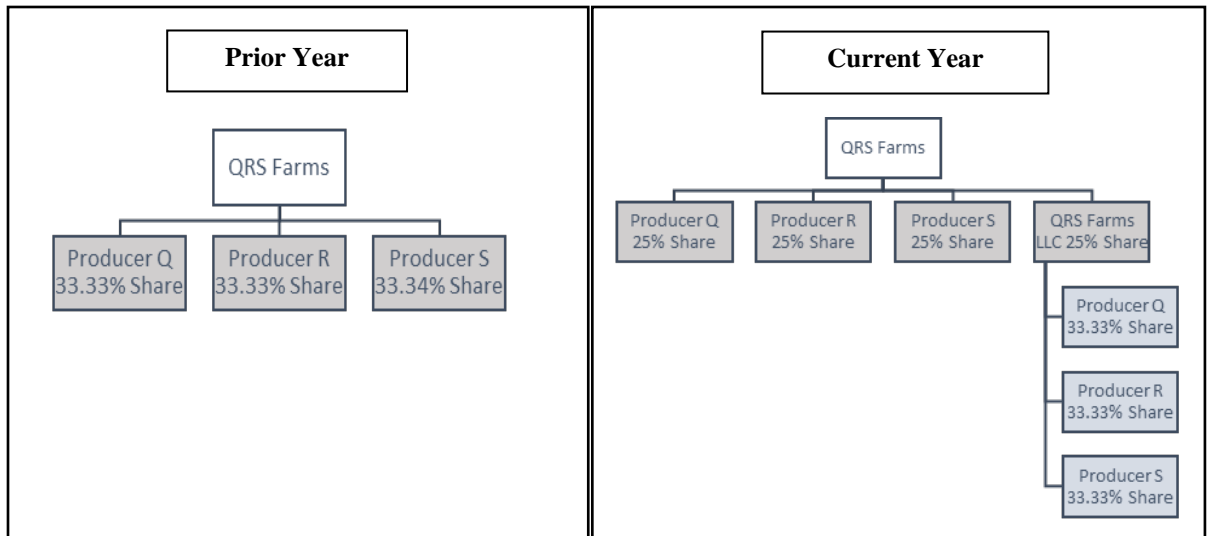 Prior Year
QRS Farms
Producer Q
33.33% Share
Producer R
33.33% Share
Producer S
33.34% Share
Current Year
QRS Farms
Producer Q
25% Share
Producer R
25% Share
Producer S
25% Share
QRS Farms
LLC 25% Share
Producer Q
33.33% Share
Producer R
33.33% Share
Producer S
33.33% Share